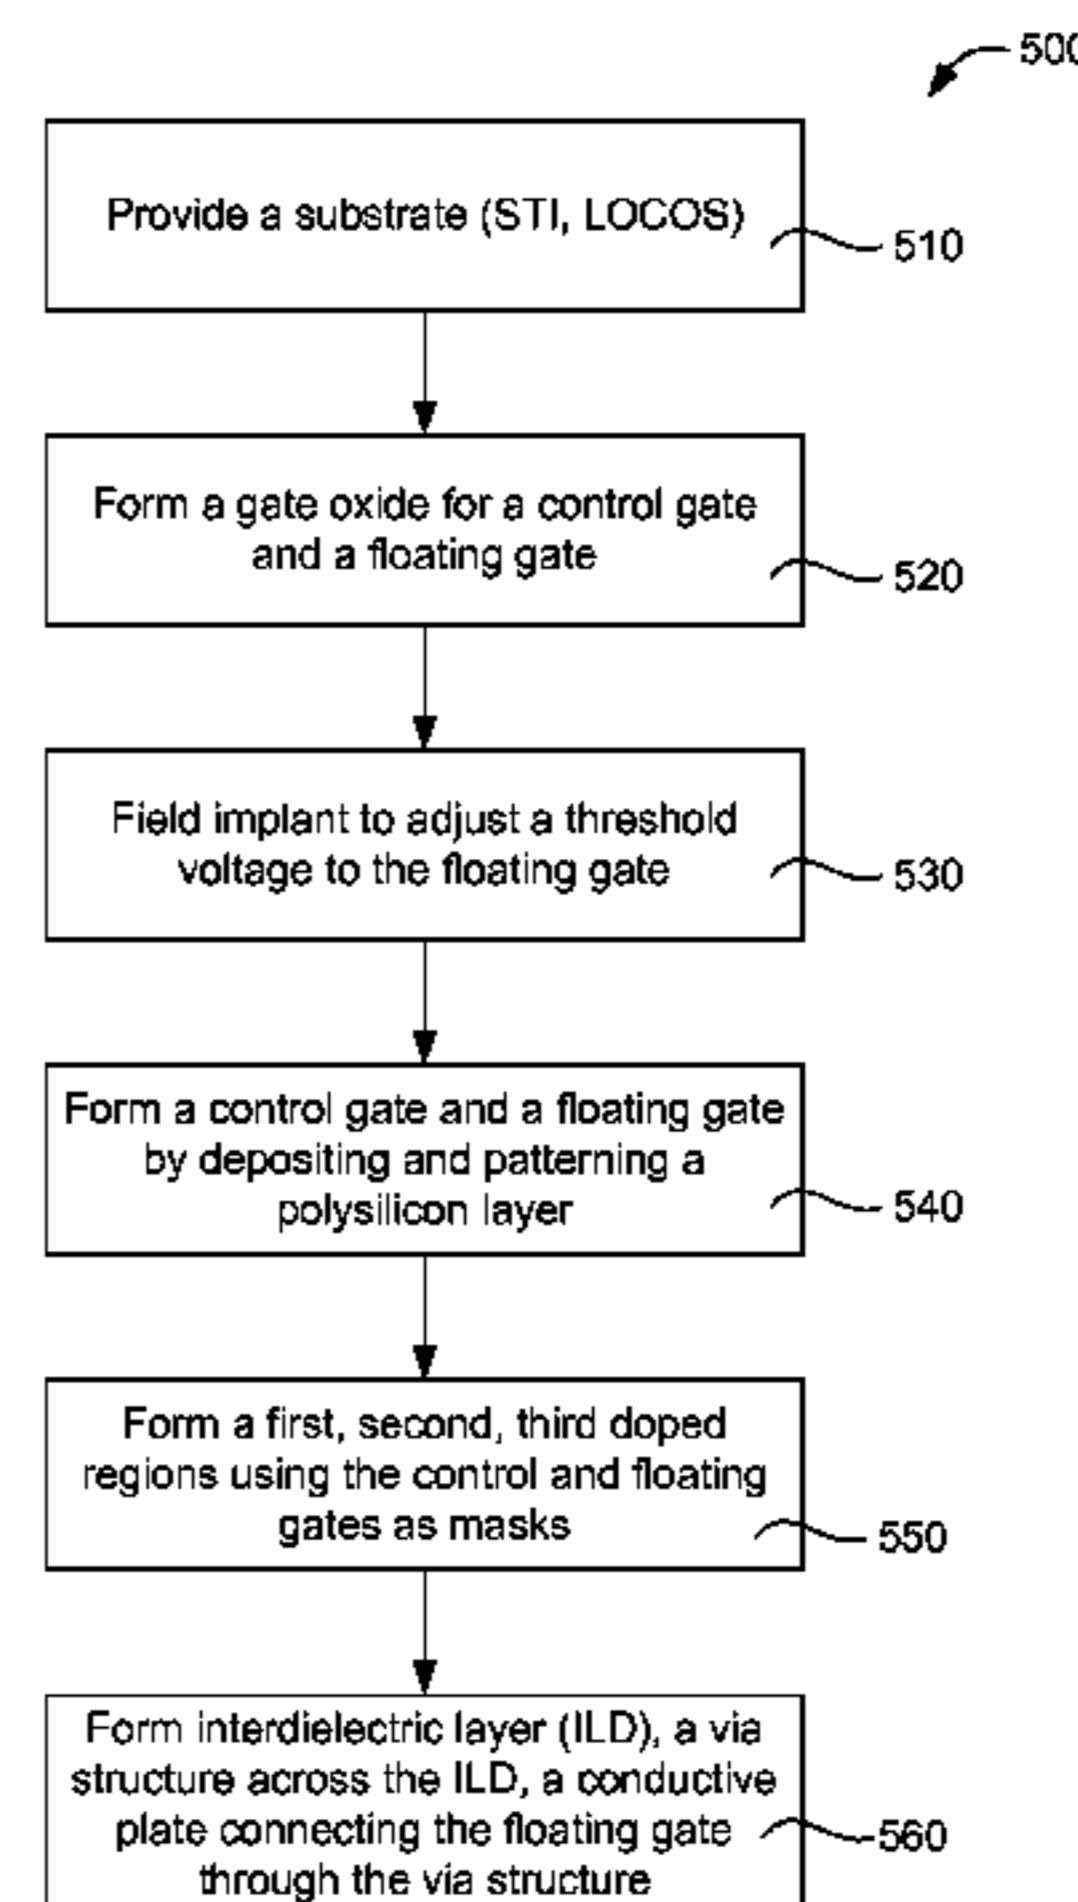 500
Provide a substrate (STI, LOCOS)
510
Form a gate oxide for a control gate
and a floating gate
520
Field implant to adjust a threshold
voltage to the floating gate
530
Form a control gate and a floating gate
by depositing and patterning a
polysilicon layer
540
Form a first, second, third doped
regions using the control and floating
gates as masks
550
Form interdielectric layer (ILD), a via
structure across the ILD, a conductive
plate connecting the floating gate
through the via structure
560